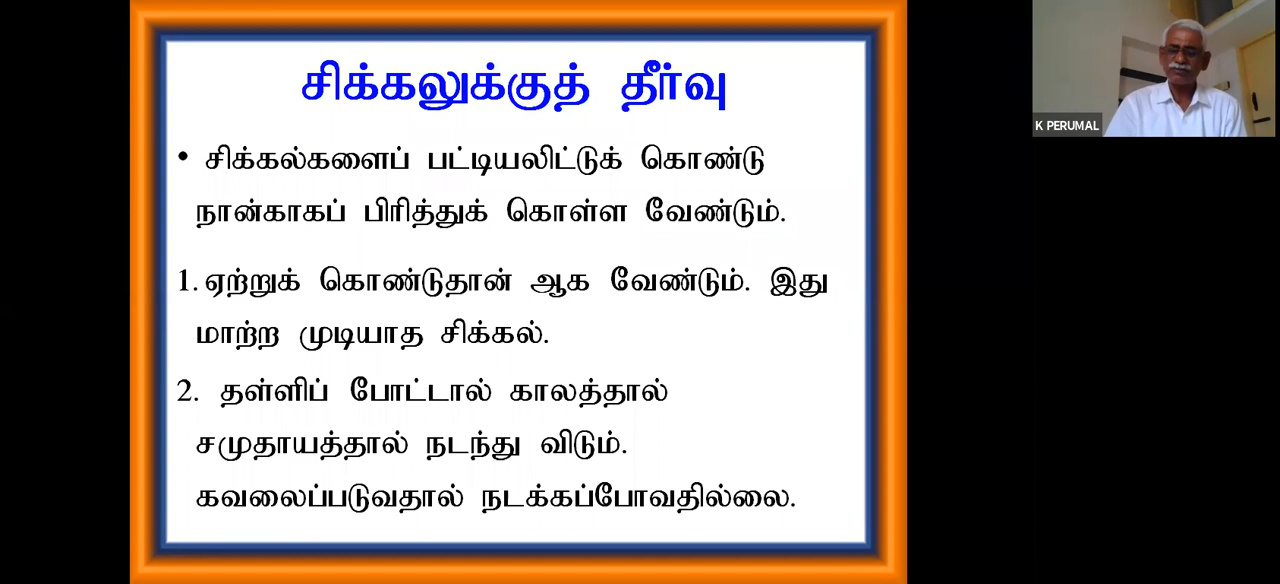 சிக்கலுக்குத் தீர்வு
• சிக்கல்களைப் பட்டியலிட்டுக் கொண்டு
நான்காகப் பிரித்துக் கொள்ள வேண்டும்.
1. ஏற்றுக் கொண்டுதான் ஆக வேண்டும். இது
மாற்ற முடியாத சிக்கல்.
2. தள்ளிப் போட்டால் காலத்தால்
சமுதாயத்தால் நடந்து விடும்.
கவலைப்படுவதால் நடக்கப்போவதில்லை.
K PERUMAL